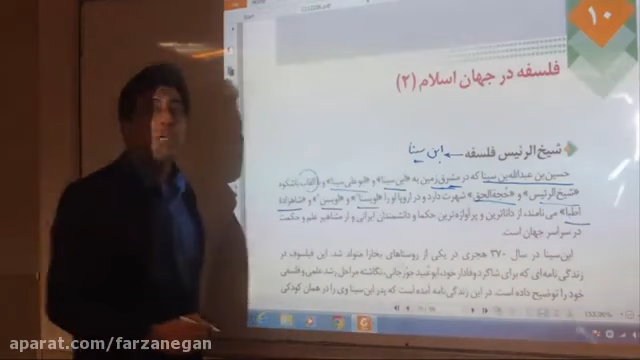 ۱۰
فلسفه در جهان اسلام (۲)
شیخ الرئیس فلسفه ← ابن سینا
حسین بن عبدالله بن سینا که در مشرق زمین به «ابن سینا» و «ابوعلی سینا» و با القاب باشکوه
«شیخ الرئیس» و «حجة الحق» شهرت دارد و در اروپا او را «اویسنا» و «اویسن» و «شاهزادهٔ
اطبا» می نامند، از داناترین و پرآوازه ترین حکما و دانشمندان ایرانی و از مشاهیر علم و حکمت
در سراسر جهان است.
ابن سینا در سال ۳۷۰ هجری در یکی از روستاهای بخارا متولد شد. این فیلسوف، در
زندگی نامه ای که برای شاگرد و فادار خود، ابوعُبید جوزجانی، نگاشته مراحل رشد علمی و فلسفی
خود را توضیح داده است. در این زندگی نامه آمده است که پدر ابن سینا وی را در همان کودکی
aparat.com/farzanegan